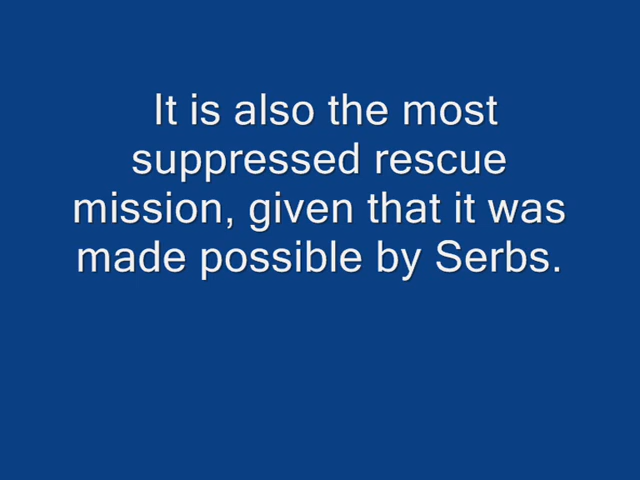 It is also the most
suppressed rescue
mission, given that it was
made possible by Serbs.